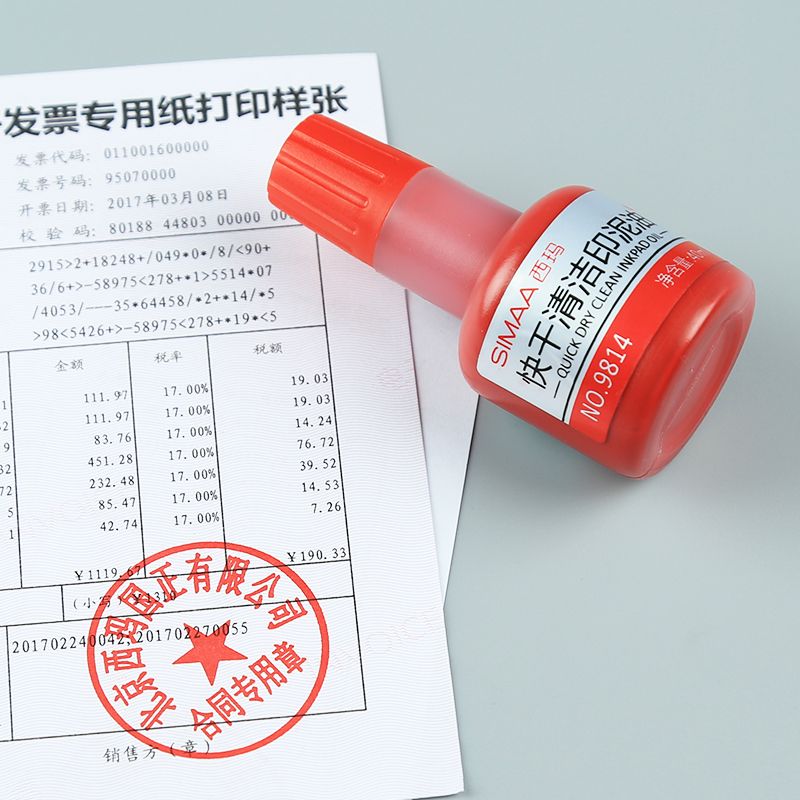 发票专用纸打印样张
发票代码: 011001600000
发票号码: 95070000
开票日期: 2017年03月08日
校 验 码: 80188 44803 00000 00
2915>2+18248+/049*0*/8/<90+
36/6+>-58975<278+*1>5514*07
/4053/---35*64458/*2+*14/*5
>98<5426+>-58975<278+*19*<5
金额 税率 税额
111.97 17.00% 19.03
111.97 17.00% 19.03
83.76 17.00% 14.24
451.28 17.00% 76.72
232.48 17.00% 39.52
85.47 17.00% 14.53
42.74 17.00% 7.26
¥1119.67 ¥190.33
(小写) ¥1310
201702240042,201702270055
销售方(章)
北京西玛国正有限公司
合同专用章
SIMAA 西玛
快干清洁印泥油
QUICK DRY CLEAN INKPAD OIL
净含量:40
NO.9814